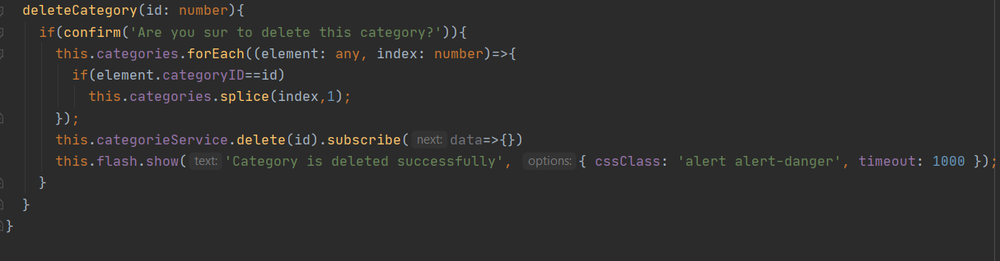 deleteCategory(id: number){
if(confirm('Are you sur to delete this category?')){
this.categories.forEach((element: any, index: number)=>{
if(element.categoryID==id)
this.categories.splice(index,1);
});
this.categorieService.delete(id).subscribe( next: data=>{})
this.flash.show( text: 'Category is deleted successfully', options: { cssClass: 'alert alert-danger', timeout: 1000 });
}
}
}